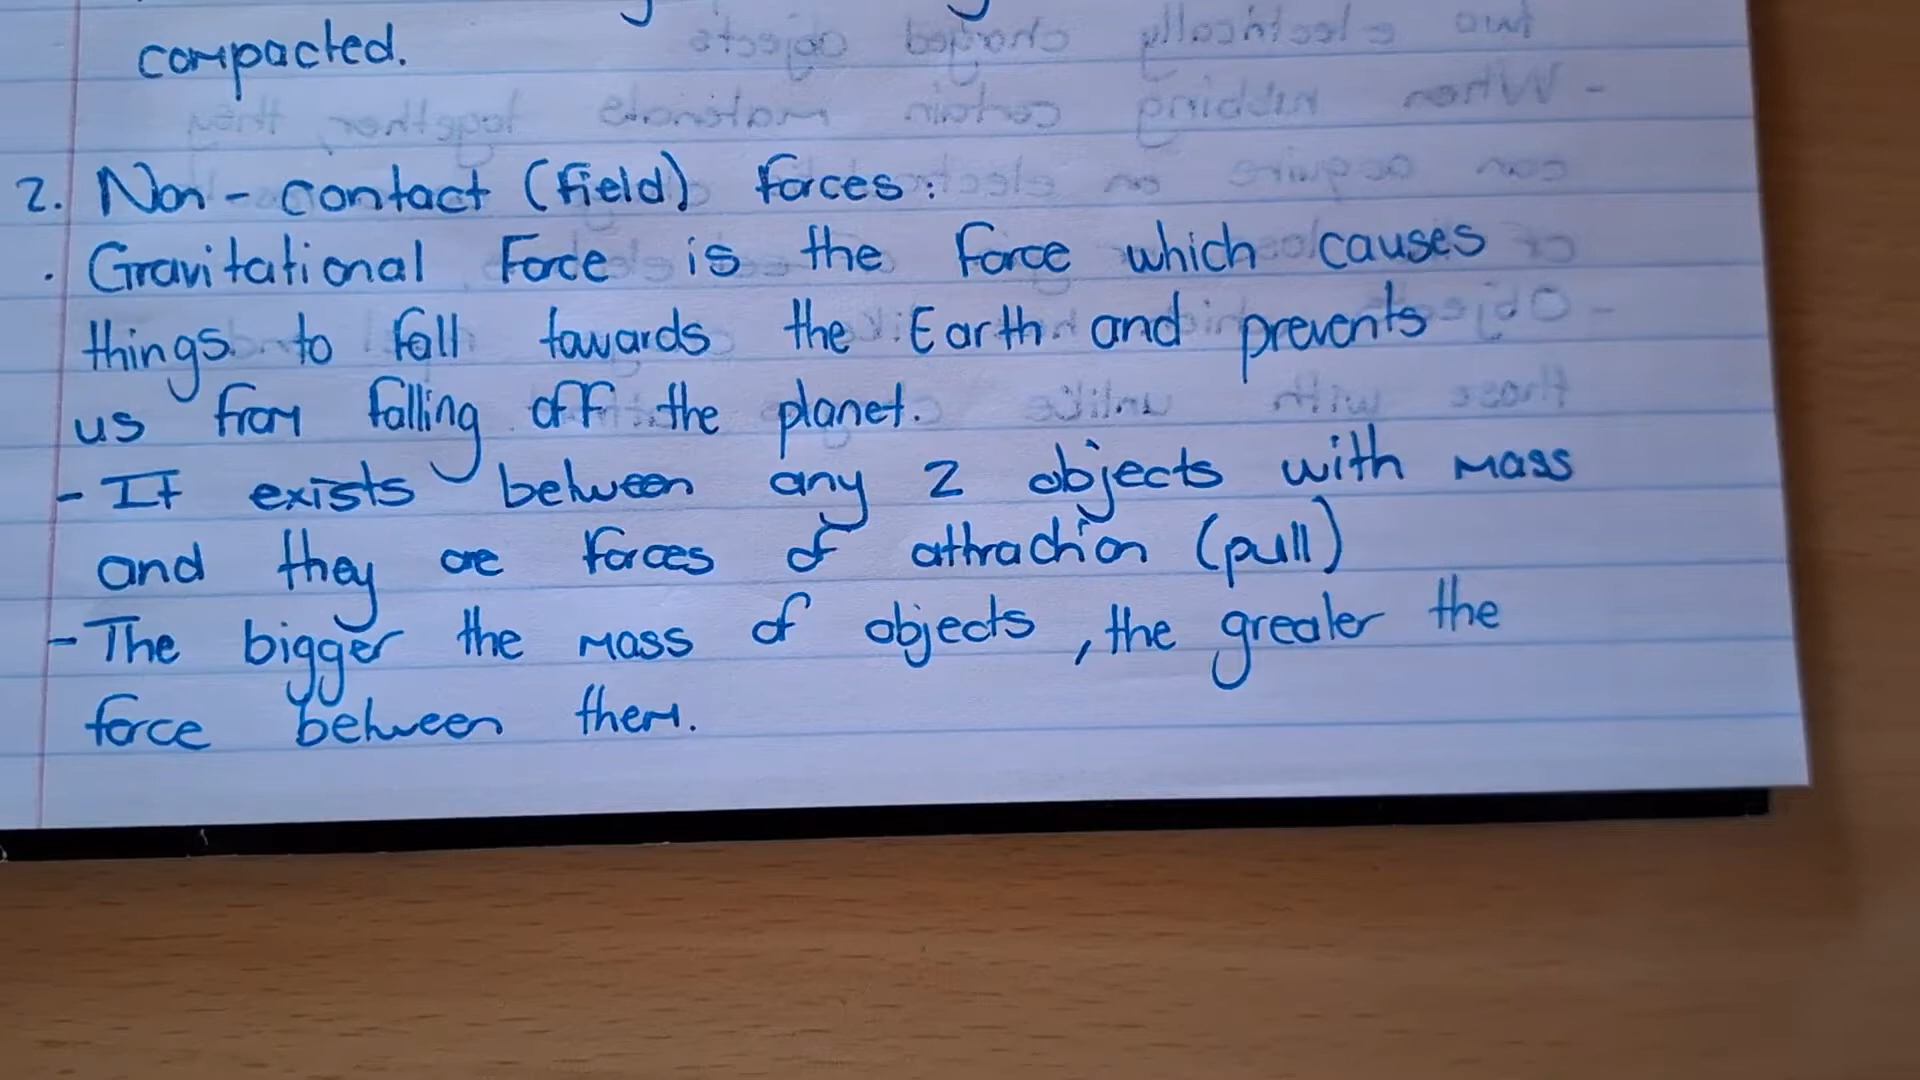 compacted.
2. Non-contact (field) forces:
. Gravitational Force is the force which causes
things to fall towards the Earth and prevents
us from falling off the planet.
- It exists between any 2 objects with mass
and they are forces of attraction (pull)
- The bigger the mass of objects, the greater the
force between them.